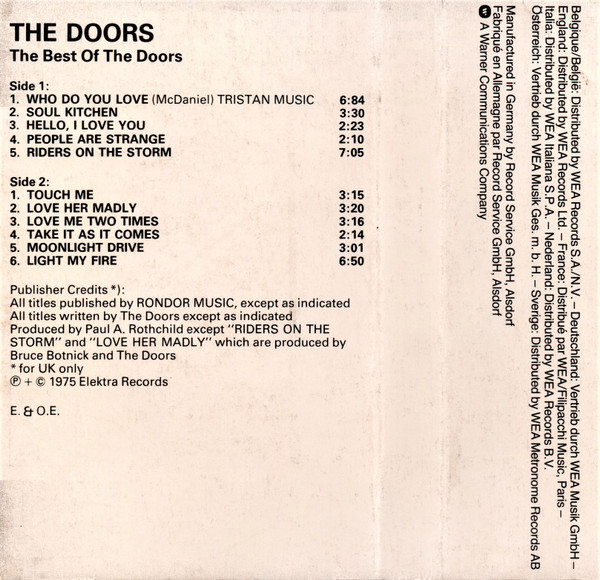 THE DOORS
The Best Of The Doors
Side 1:
1. WHO DO YOU LOVE (McDaniel) TRISTAN MUSIC 6:84
2. SOUL KITCHEN 3:30
3. HELLO, I LOVE YOU 2:23
4. PEOPLE ARE STRANGE 2:10
5. RIDERS ON THE STORM 7:05
Side 2:
1. TOUCH ME 3:15
2. LOVE HER MADLY 3:20
3. LOVE ME TWO TIMES 3:16
4. TAKE IT AS IT COMES 2:14
5. MOONLIGHT DRIVE 3:01
6. LIGHT MY FIRE 6:50
Publisher Credits *):
All titles published by RONDOR MUSIC, except as indicated
All titles written by The Doors except as indicated
Produced by Paul A. Rothchild except "RIDERS ON THE
STORM" and "LOVE HER MADLY" which are produced by
Bruce Botnick and The Doors
* for UK only
℗ + © 1975 Elektra Records
E. & O.E.
Belgique/België: Distributed by WEA Records S.A./N.V. – Deutschland: Vertrieb durch WEA Musik GmbH –
England: Distributed by WEA Records Ltd. – France: Distribué par WEA/Filipacchi Music, Paris –
Italia: Distributed by WEA Italiana S.P.A. – Nederland: Distributed by WEA Records B.V.
Österreich: Vertrieb durch WEA Musik Ges. m. b. H. – Sverige: Distributed by WEA Metronome Records AB
Manufactured in Germany by Record Service GmbH, Alsdorf
Fabriqué en Allemagne par Record Service GmbH, Alsdorf
A Warner Communications Company